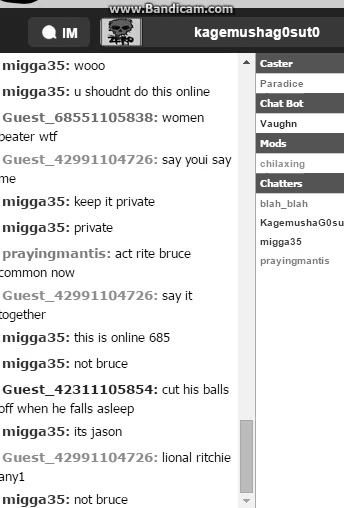 www.Bandicam.com
IM
ZERO
kagemushag0sut0
migga35: wooo
migga35: u shoudnt do this online
Guest_68551105838: women
beater wtf
Guest_42991104726: say youi say
me
migga35: keep it private
migga35: private
prayingmantis: act rite bruce
common now
Guest_42991104726: say it
together
migga35: this is online 685
migga35: not bruce
Guest_42311105854: cut his balls
off when he falls asleep
migga35: its jason
Guest_42991104726: lional ritchie
any1
migga35: not bruce
Caster
Paradice
Chat Bot
Vaughn
Mods
chilaxing
Chatters
blah_blah
KagemushaG0su
migga35
prayingmantis